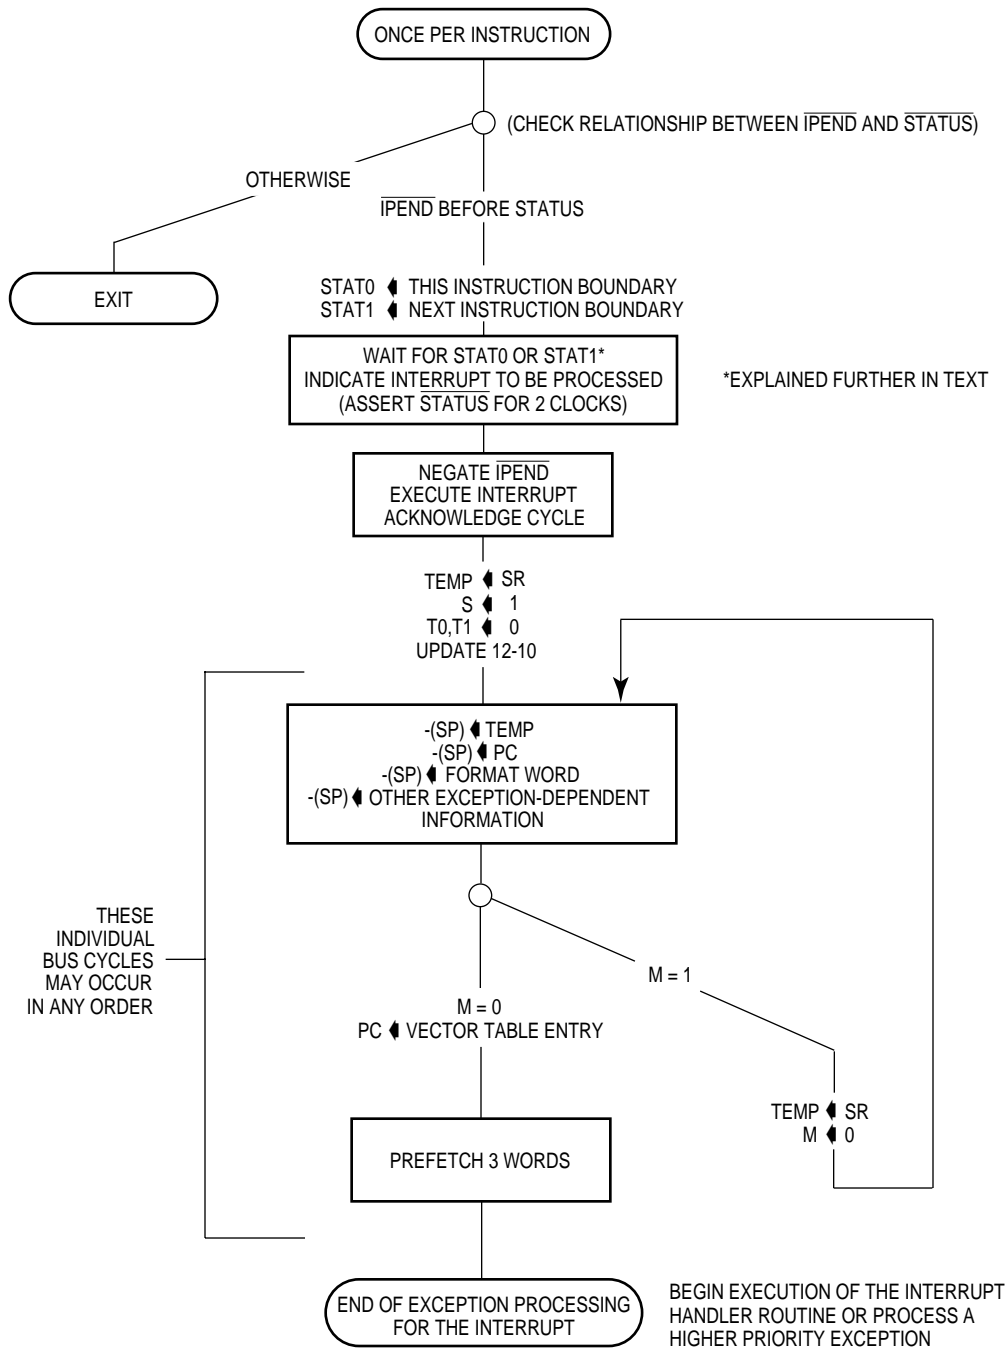 ONCE PER INSTRUCTION
(CHECK RELATIONSHIP BETWEEN IPEND AND STATUS)
OTHERWISE
IPEND BEFORE STATUS
EXIT
STAT0 ◀ THIS INSTRUCTION BOUNDARY
STAT1 ◀ NEXT INSTRUCTION BOUNDARY
WAIT FOR STAT0 OR STAT1*
INDICATE INTERRUPT TO BE PROCESSED
(ASSERT STATUS FOR 2 CLOCKS)
*EXPLAINED FURTHER IN TEXT
NEGATE IPEND
EXECUTE INTERRUPT
ACKNOWLEDGE CYCLE
TEMP ◀ SR
S ◀ 1
T0,T1 ◀ 0
UPDATE 12-10
-(SP) ◀ TEMP
-(SP) ◀ PC
-(SP) ◀ FORMAT WORD
-(SP) ◀ OTHER EXCEPTION-DEPENDENT
INFORMATION
THESE
INDIVIDUAL
BUS CYCLES
MAY OCCUR
IN ANY ORDER
M = 1
M = 0
PC ◀ VECTOR TABLE ENTRY
TEMP ◀ SR
M ◀ 0
PREFETCH 3 WORDS
END OF EXCEPTION PROCESSING
FOR THE INTERRUPT
BEGIN EXECUTION OF THE INTERRUPT
HANDLER ROUTINE OR PROCESS A
HIGHER PRIORITY EXCEPTION